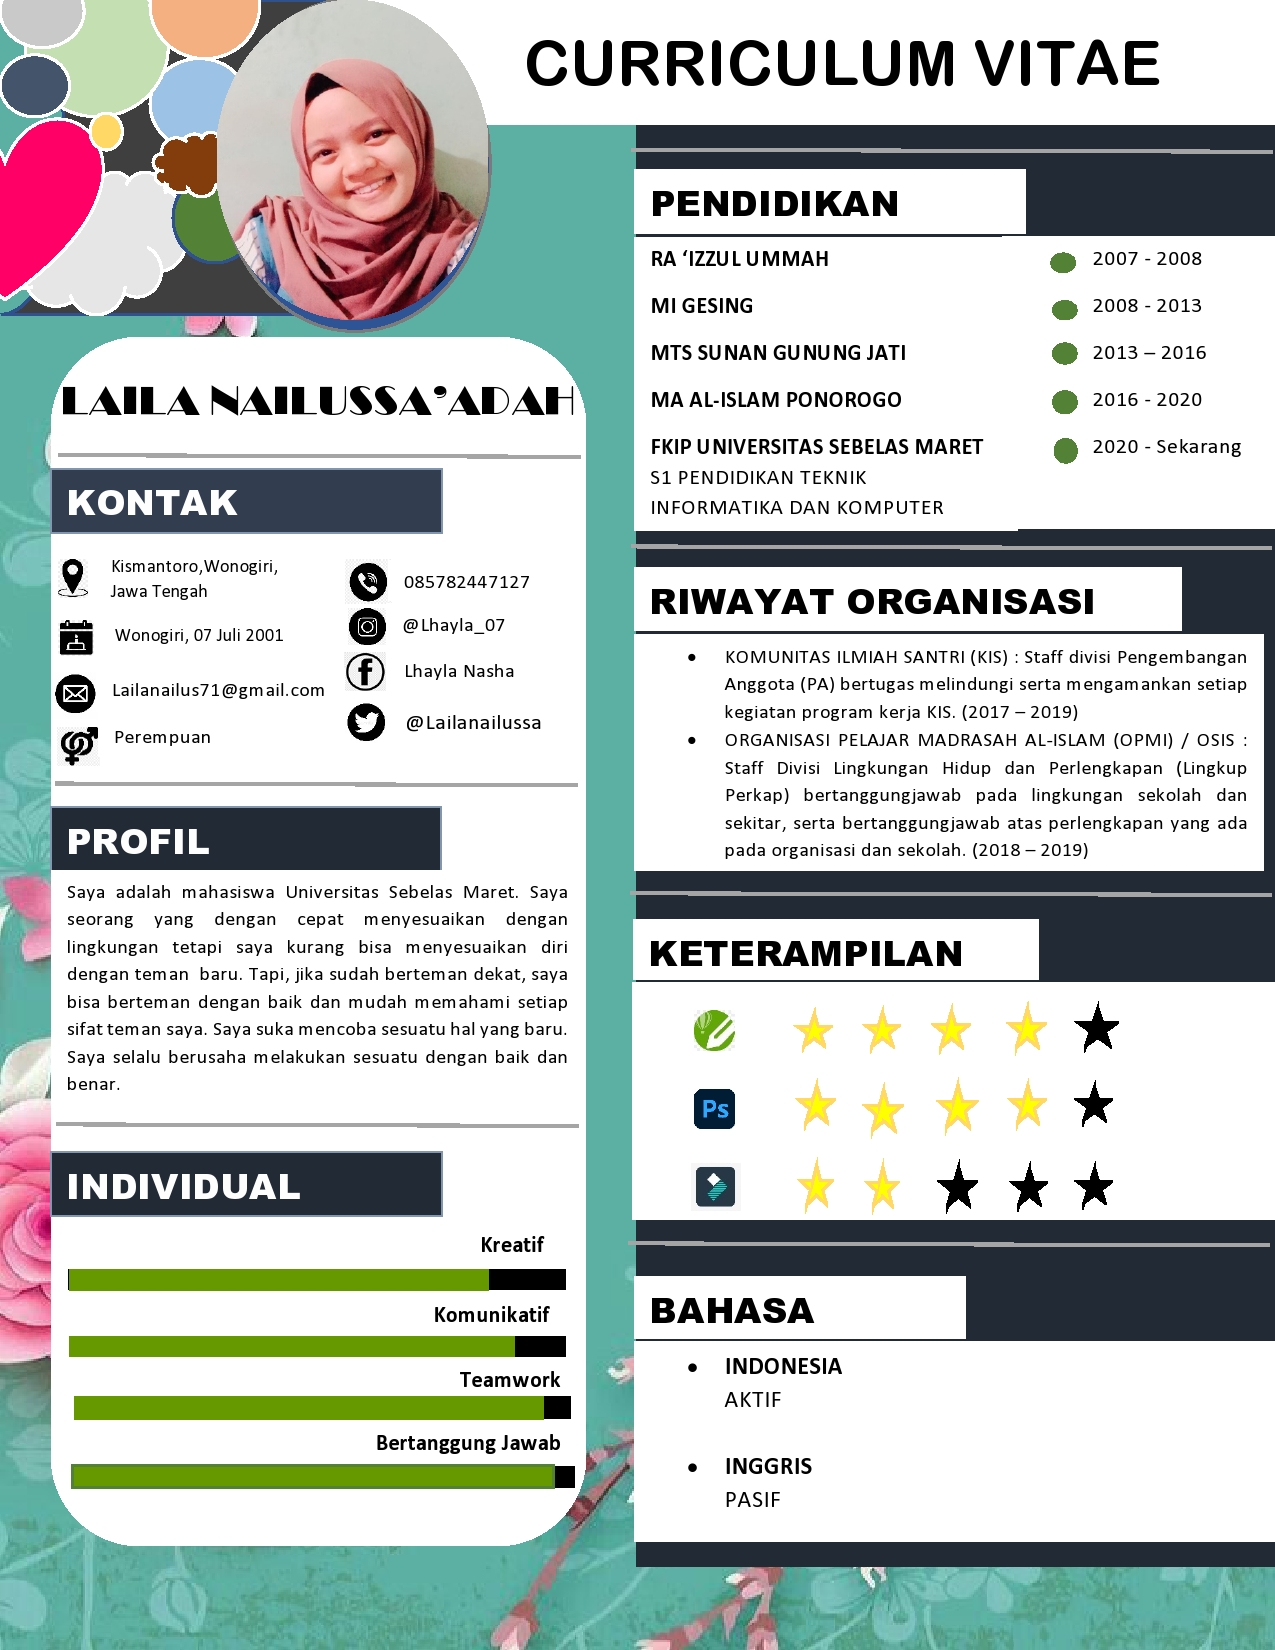 CURRICULUM VITAE
LAILA NAILUSSA’ADAH
KONTAK
Kismantoro,Wonogiri,
Jawa Tengah
Wonogiri, 07 Juli 2001
Lailanailus71@gmail.com
Perempuan
085782447127
@Lhayla_07
Lhayla Nasha
@Lailanailussa
PROFIL
Saya adalah mahasiswa Universitas Sebelas Maret. Saya
seorang yang dengan cepat menyesuaikan dengan
lingkungan tetapi saya kurang bisa menyesuaikan diri
dengan teman baru. Tapi, jika sudah berteman dekat, saya
bisa berteman dengan baik dan mudah memahami setiap
sifat teman saya. Saya suka mencoba sesuatu hal yang baru.
Saya selalu berusaha melakukan sesuatu dengan baik dan
benar.
INDIVIDUAL
Kreatif
Komunikatif
Teamwork
Bertanggung Jawab
PENDIDIKAN
RA ‘IZZUL UMMAH 2007 - 2008
MI GESING 2008 - 2013
MTS SUNAN GUNUNG JATI 2013 – 2016
MA AL-ISLAM PONOROGO 2016 - 2020
FKIP UNIVERSITAS SEBELAS MARET 2020 - Sekarang
S1 PENDIDIKAN TEKNIK
INFORMATIKA DAN KOMPUTER
RIWAYAT ORGANISASI
• KOMUNITAS ILMIAH SANTRI (KIS) : Staff divisi Pengembangan
Anggota (PA) bertugas melindungi serta mengamankan setiap
kegiatan program kerja KIS. (2017 – 2019)
• ORGANISASI PELAJAR MADRASAH AL-ISLAM (OPMI) / OSIS :
Staff Divisi Lingkungan Hidup dan Perlengkapan (Lingkup
Perkap) bertanggungjawab pada lingkungan sekolah dan
sekitar, serta bertanggungjawab atas perlengkapan yang ada
pada organisasi dan sekolah. (2018 – 2019)
KETERAMPILAN
Ps
BAHASA
• INDONESIA
AKTIF
• INGGRIS
PASIF